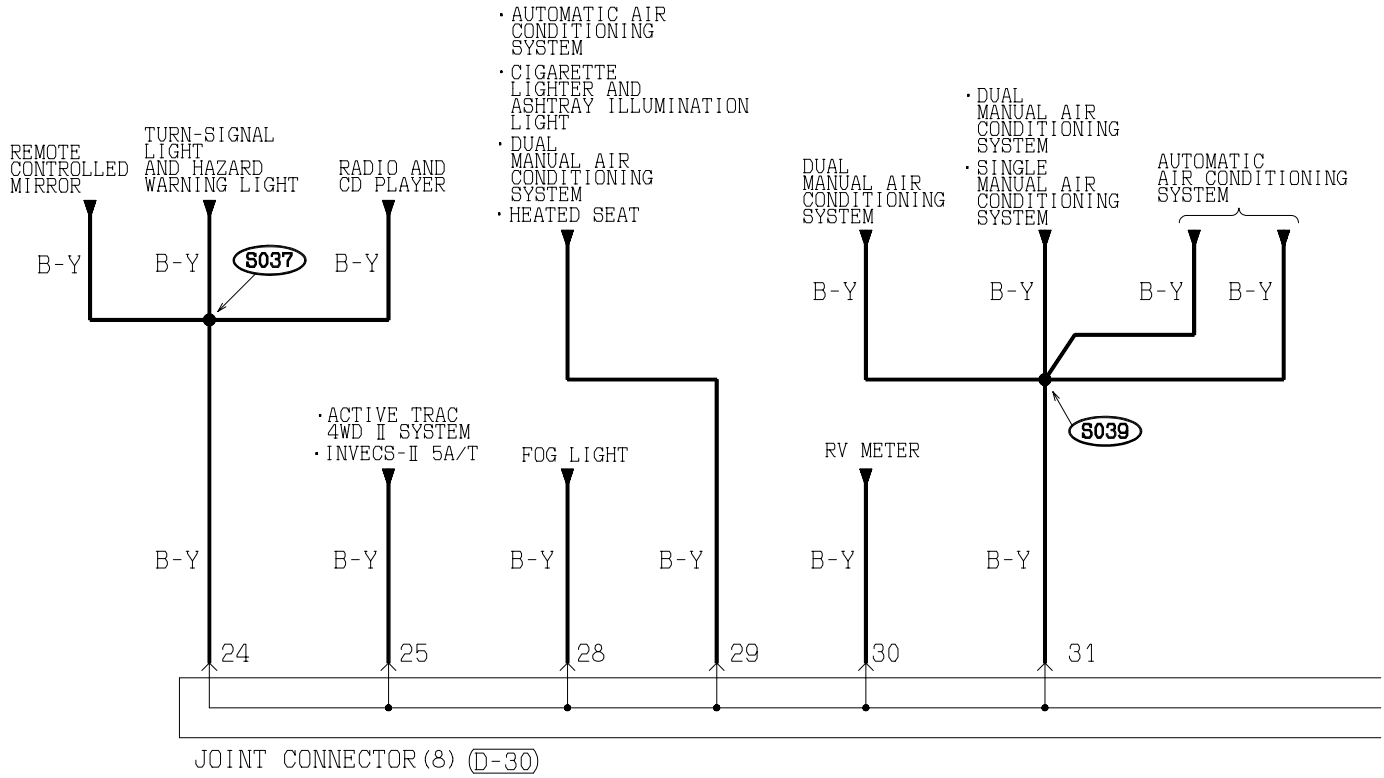 REMOTE
CONTROLLED
MIRROR
TURN-SIGNAL
LIGHT
AND HAZARD
WARNING LIGHT
RADIO AND
CD PLAYER
・AUTOMATIC AIR
CONDITIONING
SYSTEM
・CIGARETTE
LIGHTER AND
ASHTRAY ILLUMINATION
LIGHT
・DUAL
MANUAL AIR
CONDITIONING
SYSTEM
・HEATED SEAT
DUAL
MANUAL AIR
CONDITIONING
SYSTEM
・DUAL
MANUAL AIR
CONDITIONING
SYSTEM
・SINGLE
MANUAL AIR
CONDITIONING
SYSTEM
AUTOMATIC
AIR CONDITIONING
SYSTEM
B-Y
B-Y
S037
B-Y
B-Y
B-Y
B-Y
B-Y
S039
・ACTIVE TRAC
4WD Ⅱ SYSTEM
・INVECS-Ⅱ 5A/T
FOG LIGHT
RV METER
B-Y
B-Y
B-Y
B-Y
B-Y
B-Y
24
25
28
29
30
31
JOINT CONNECTOR(8) D-30